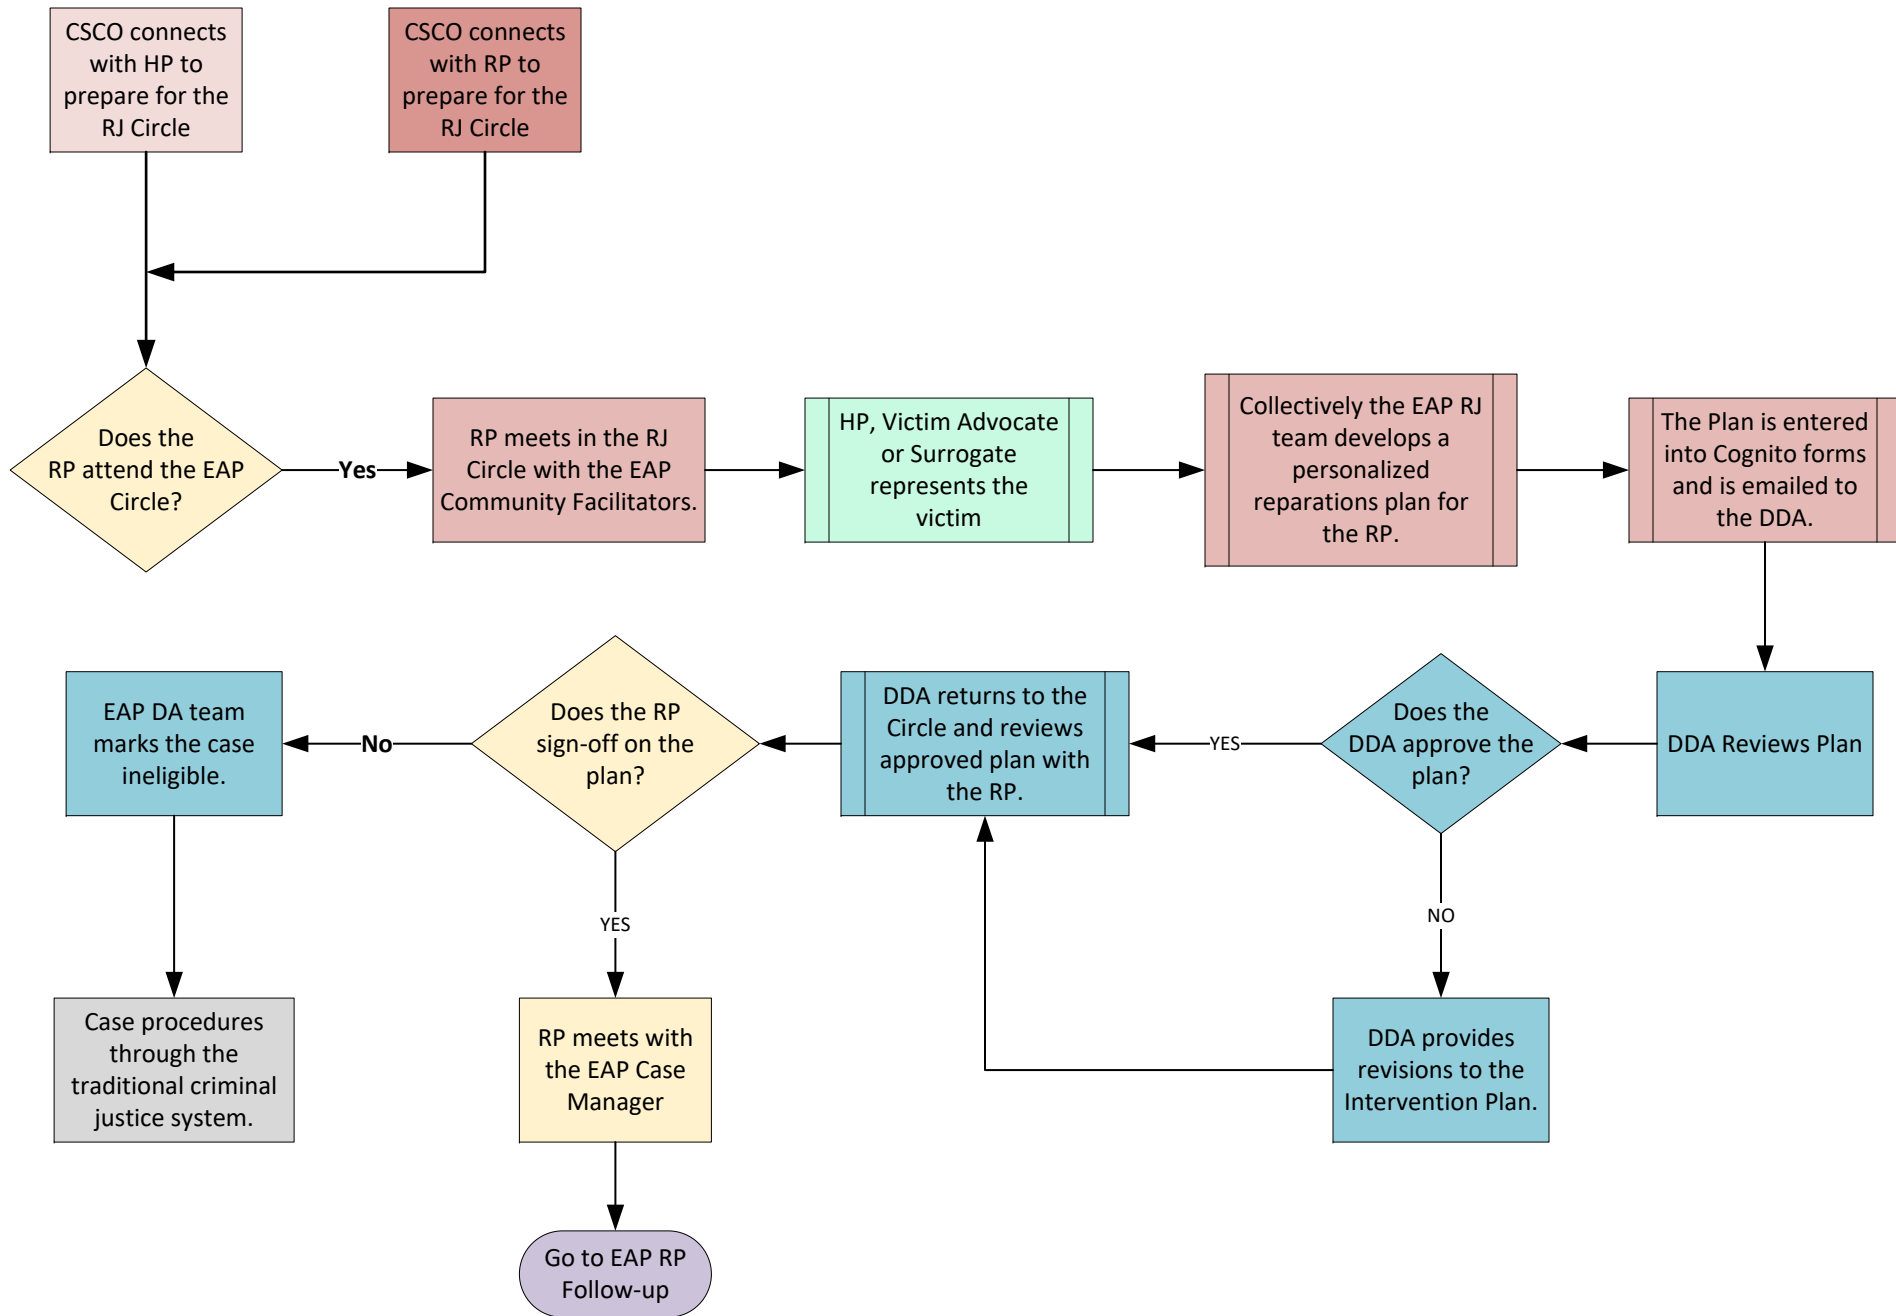 CSCO connects
with HP to
prepare for the
RJ Circle
CSCO connects
with RP to
prepare for the
RJ Circle
Does the
RP attend the EAP
Circle?
Yes
RP meets in the RJ
Circle with the EAP
Community Facilitators.
HP, Victim Advocate
or Surrogate
represents the
victim
Collectively the EAP RJ
team develops a
personalized
reparations plan for
the RP.
The Plan is entered
into Cognito forms
and is emailed to
the DDA.
DDA Reviews Plan
Does the
DDA approve the
plan?
YES
NO
DDA provides
revisions to the
Intervention Plan.
DDA returns to the
Circle and reviews
approved plan with
the RP.
Does the RP
sign-off on the
plan?
No
EAP DA team
marks the case
ineligible.
Case procedures
through the
traditional criminal
justice system.
YES
RP meets with
the EAP Case
Manager
Go to EAP RP
Follow-up